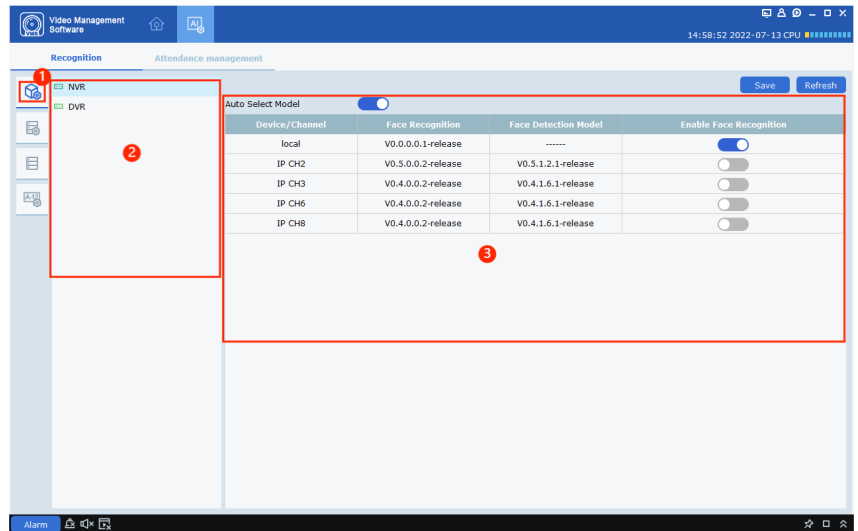 Video Management
Software
AI
14:58:52 2022-07-13 CPU
Recognition Attendance management
1
NVR
DVR
2
Save Refresh
Auto Select Model
Device/Channel Face Recognition Face Detection Model Enable Face Recognition
local V0.0.0.0.1-release ------
IP CH2 V0.5.0.0.2-release V0.5.1.2.1-release
IP CH3 V0.4.0.0.2-release V0.4.1.6.1-release
IP CH6 V0.4.0.0.2-release V0.4.1.6.1-release
IP CH8 V0.4.0.0.2-release V0.4.1.6.1-release
3
Alarm